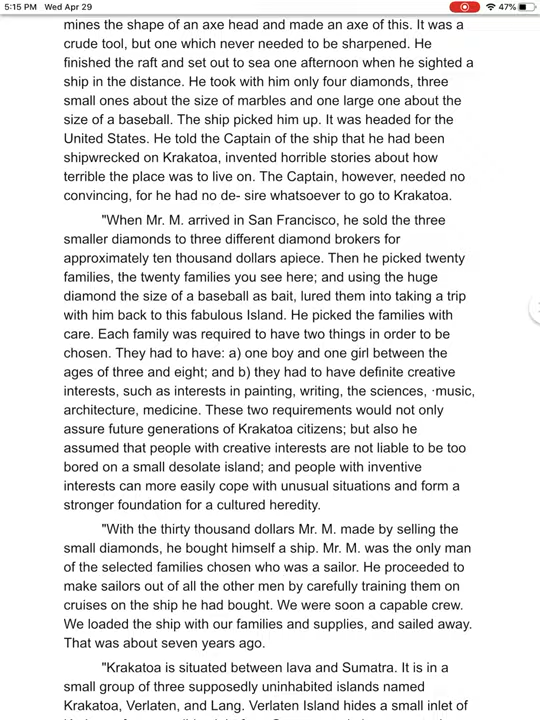 5:15 PM Wed Apr 29
47%
mines the shape of an axe head and made an axe of this. It was a
crude tool, but one which never needed to be sharpened. He
finished the raft and set out to sea one afternoon when he sighted a
ship in the distance. He took with him only four diamonds, three
small ones about the size of marbles and one large one about the
size of a baseball. The ship picked him up. It was headed for the
United States. He told the Captain of the ship that he had been
shipwrecked on Krakatoa, invented horrible stories about how
terrible the place was to live on. The Captain, however, needed no
convincing, for he had no de- sire whatsoever to go to Krakatoa.
"When Mr. M. arrived in San Francisco, he sold the three
smaller diamonds to three different diamond brokers for
approximately ten thousand dollars apiece. Then he picked twenty
families, the twenty families you see here; and using the huge
diamond the size of a baseball as bait, lured them into taking a trip
with him back to this fabulous Island. He picked the families with
care. Each family was required to have two things in order to be
chosen. They had to have: a) one boy and one girl between the
ages of three and eight; and b) they had to have definite creative
interests, such as interests in painting, writing, the sciences, ·music,
architecture, medicine. These two requirements would not only
assure future generations of Krakatoa citizens; but also he
assumed that people with creative interests are not liable to be too
bored on a small desolate island; and people with inventive
interests can more easily cope with unusual situations and form a
stronger foundation for a cultured heredity.
"With the thirty thousand dollars Mr. M. made by selling the
small diamonds, he bought himself a ship. Mr. M. was the only man
of the selected families chosen who was a sailor. He proceeded to
make sailors out of all the other men by carefully training them on
cruises on the ship he had bought. We were soon a capable crew.
We loaded the ship with our families and supplies, and sailed away.
That was about seven years ago.
"Krakatoa is situated between lava and Sumatra. It is in a
small group of three supposedly uninhabited islands named
Krakatoa, Verlaten, and Lang. Verlaten Island hides a small inlet of